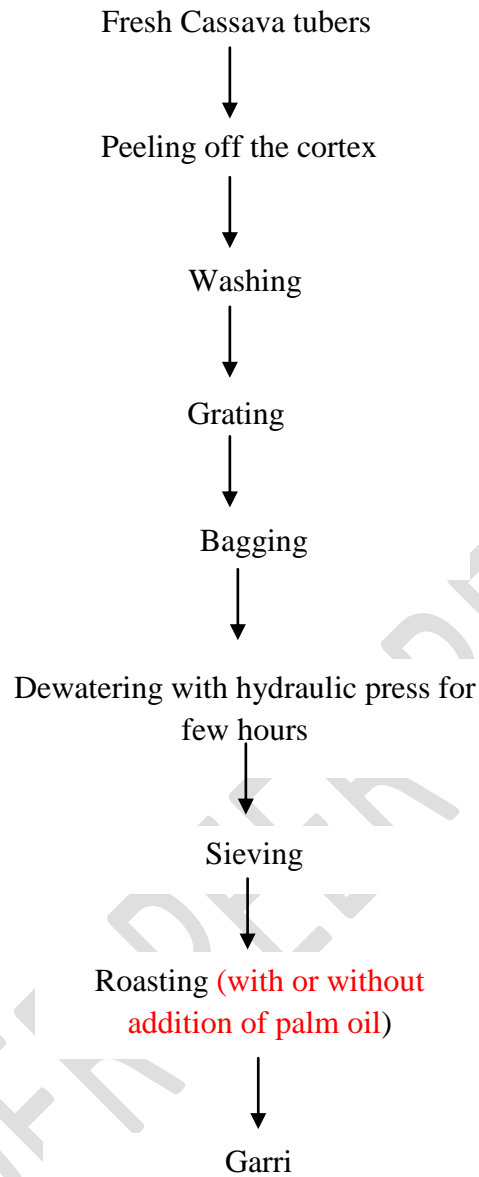 Fresh Cassava tubers
Peeling off the cortex
Washing
Grating
Bagging
Dewatering with hydraulic press for
few hours
Sieving
Roasting (with or without
addition of palm oil)
Garri